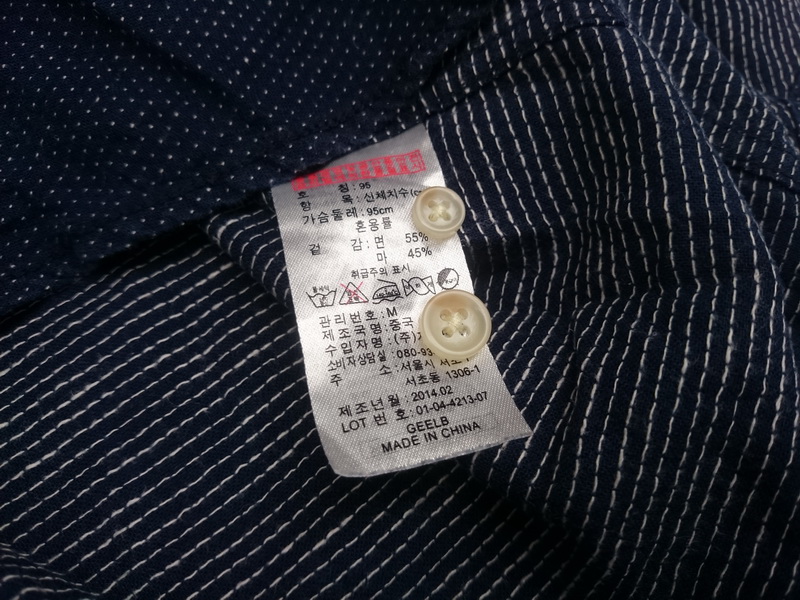 호 칭 : 95
항 목 : 신체치수(c
가슴둘레 : 95cm
혼용률
겉 감 : 면 55%
마 45%
취급주의 표시
관리번호 : M
제조국명 : 중국
수입자명 : (주)
소비자상담실 : 080-93
주 소 : 서울시 서초
서초동 1306-1
제조년월 : 2014.02
LOT 번호 : 01-04-4213-07
GEELB
MADE IN CHINA